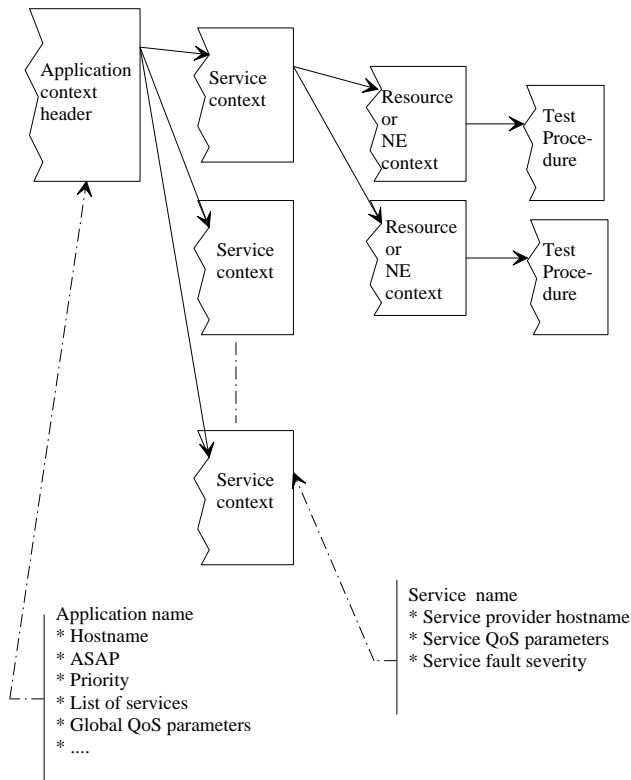 Application
context
header
Service
context
Resource
or
NE
context
Test
Proce-
dure
Service
context
Resource
or
NE
context
Test
Proce-
dure
Service
context
Application name
* Hostname
* ASAP
* Priority
* List of services
* Global QoS parameters
* ....
Service name
* Service provider hostname
* Service QoS parameters
* Service fault severity